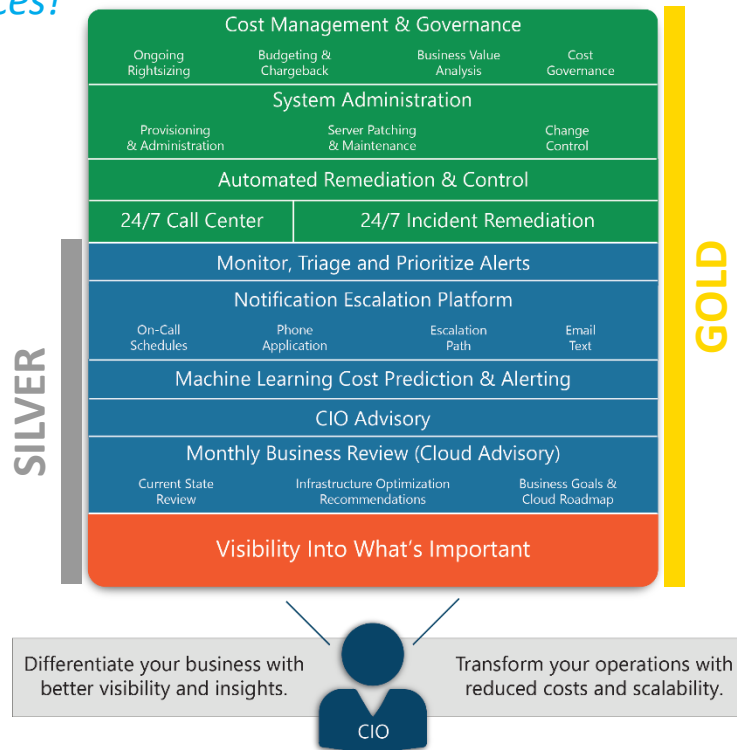 Cost Management & Governance
Ongoing Rightsizing
Budgeting & Chargeback
Business Value Analysis
Cost Governance
System Administration
Provisioning & Administration
Server Patching & Maintenance
Change Control
Automated Remediation & Control
24/7 Call Center
24/7 Incident Remediation
Monitor, Triage and Prioritize Alerts
Notification Escalation Platform
On-Call Schedules
Phone Application
Escalation Path
Email Text
Machine Learning Cost Prediction & Alerting
CIO Advisory
Monthly Business Review (Cloud Advisory)
Current State Review
Infrastructure Optimization Recommendations
Business Goals & Cloud Roadmap
Visibility Into What's Important
SILVER
GOLD
Differentiate your business with
better visibility and insights.
Transform your operations with
reduced costs and scalability.
CIO